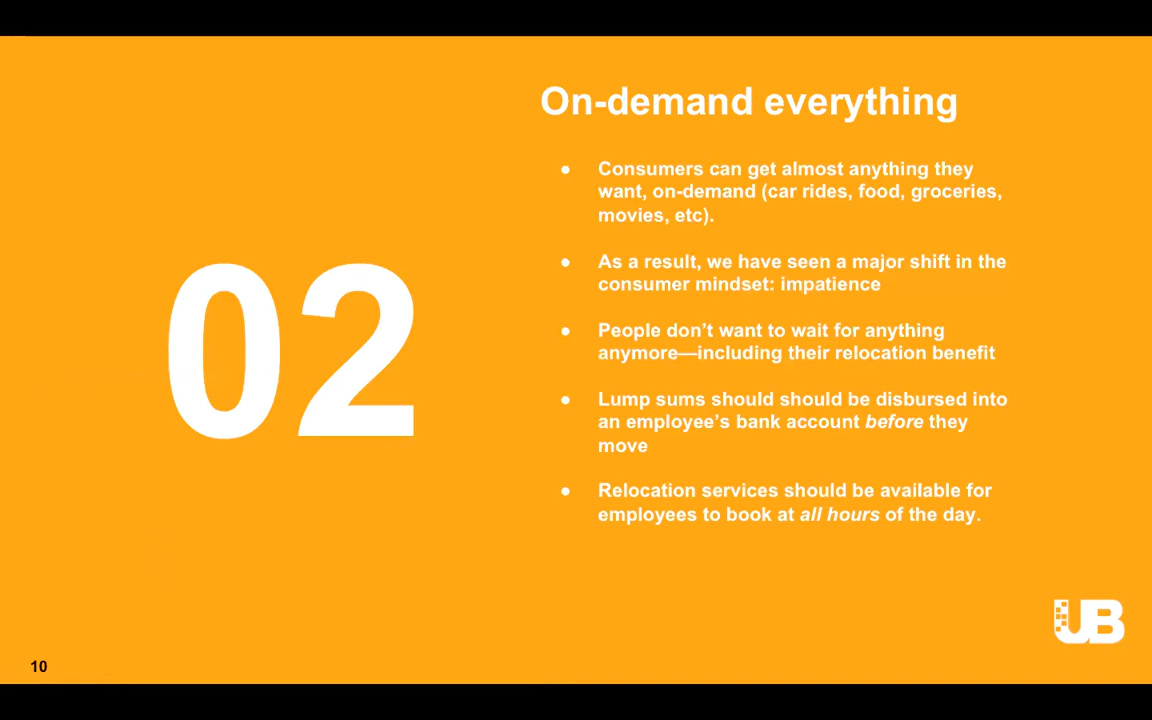 On-demand everything
● Consumers can get almost anything they
want, on-demand (car rides, food, groceries,
movies, etc).
● As a result, we have seen a major shift in the
consumer mindset: impatience
● People don’t want to wait for anything
anymore—including their relocation benefit
● Lump sums should should be disbursed into
an employee’s bank account before they
move
● Relocation services should be available for
employees to book at all hours of the day.
02
UB
10